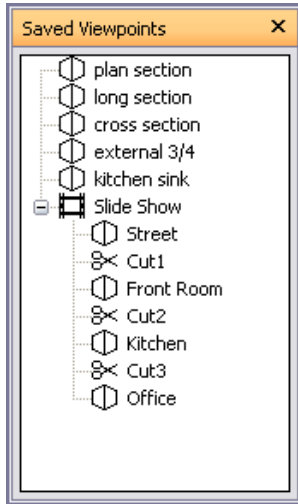 Saved Viewpoints
plan section
long section
cross section
external 3/4
kitchen sink
Slide Show
Street
Cut1
Front Room
Cut2
Kitchen
Cut3
Office